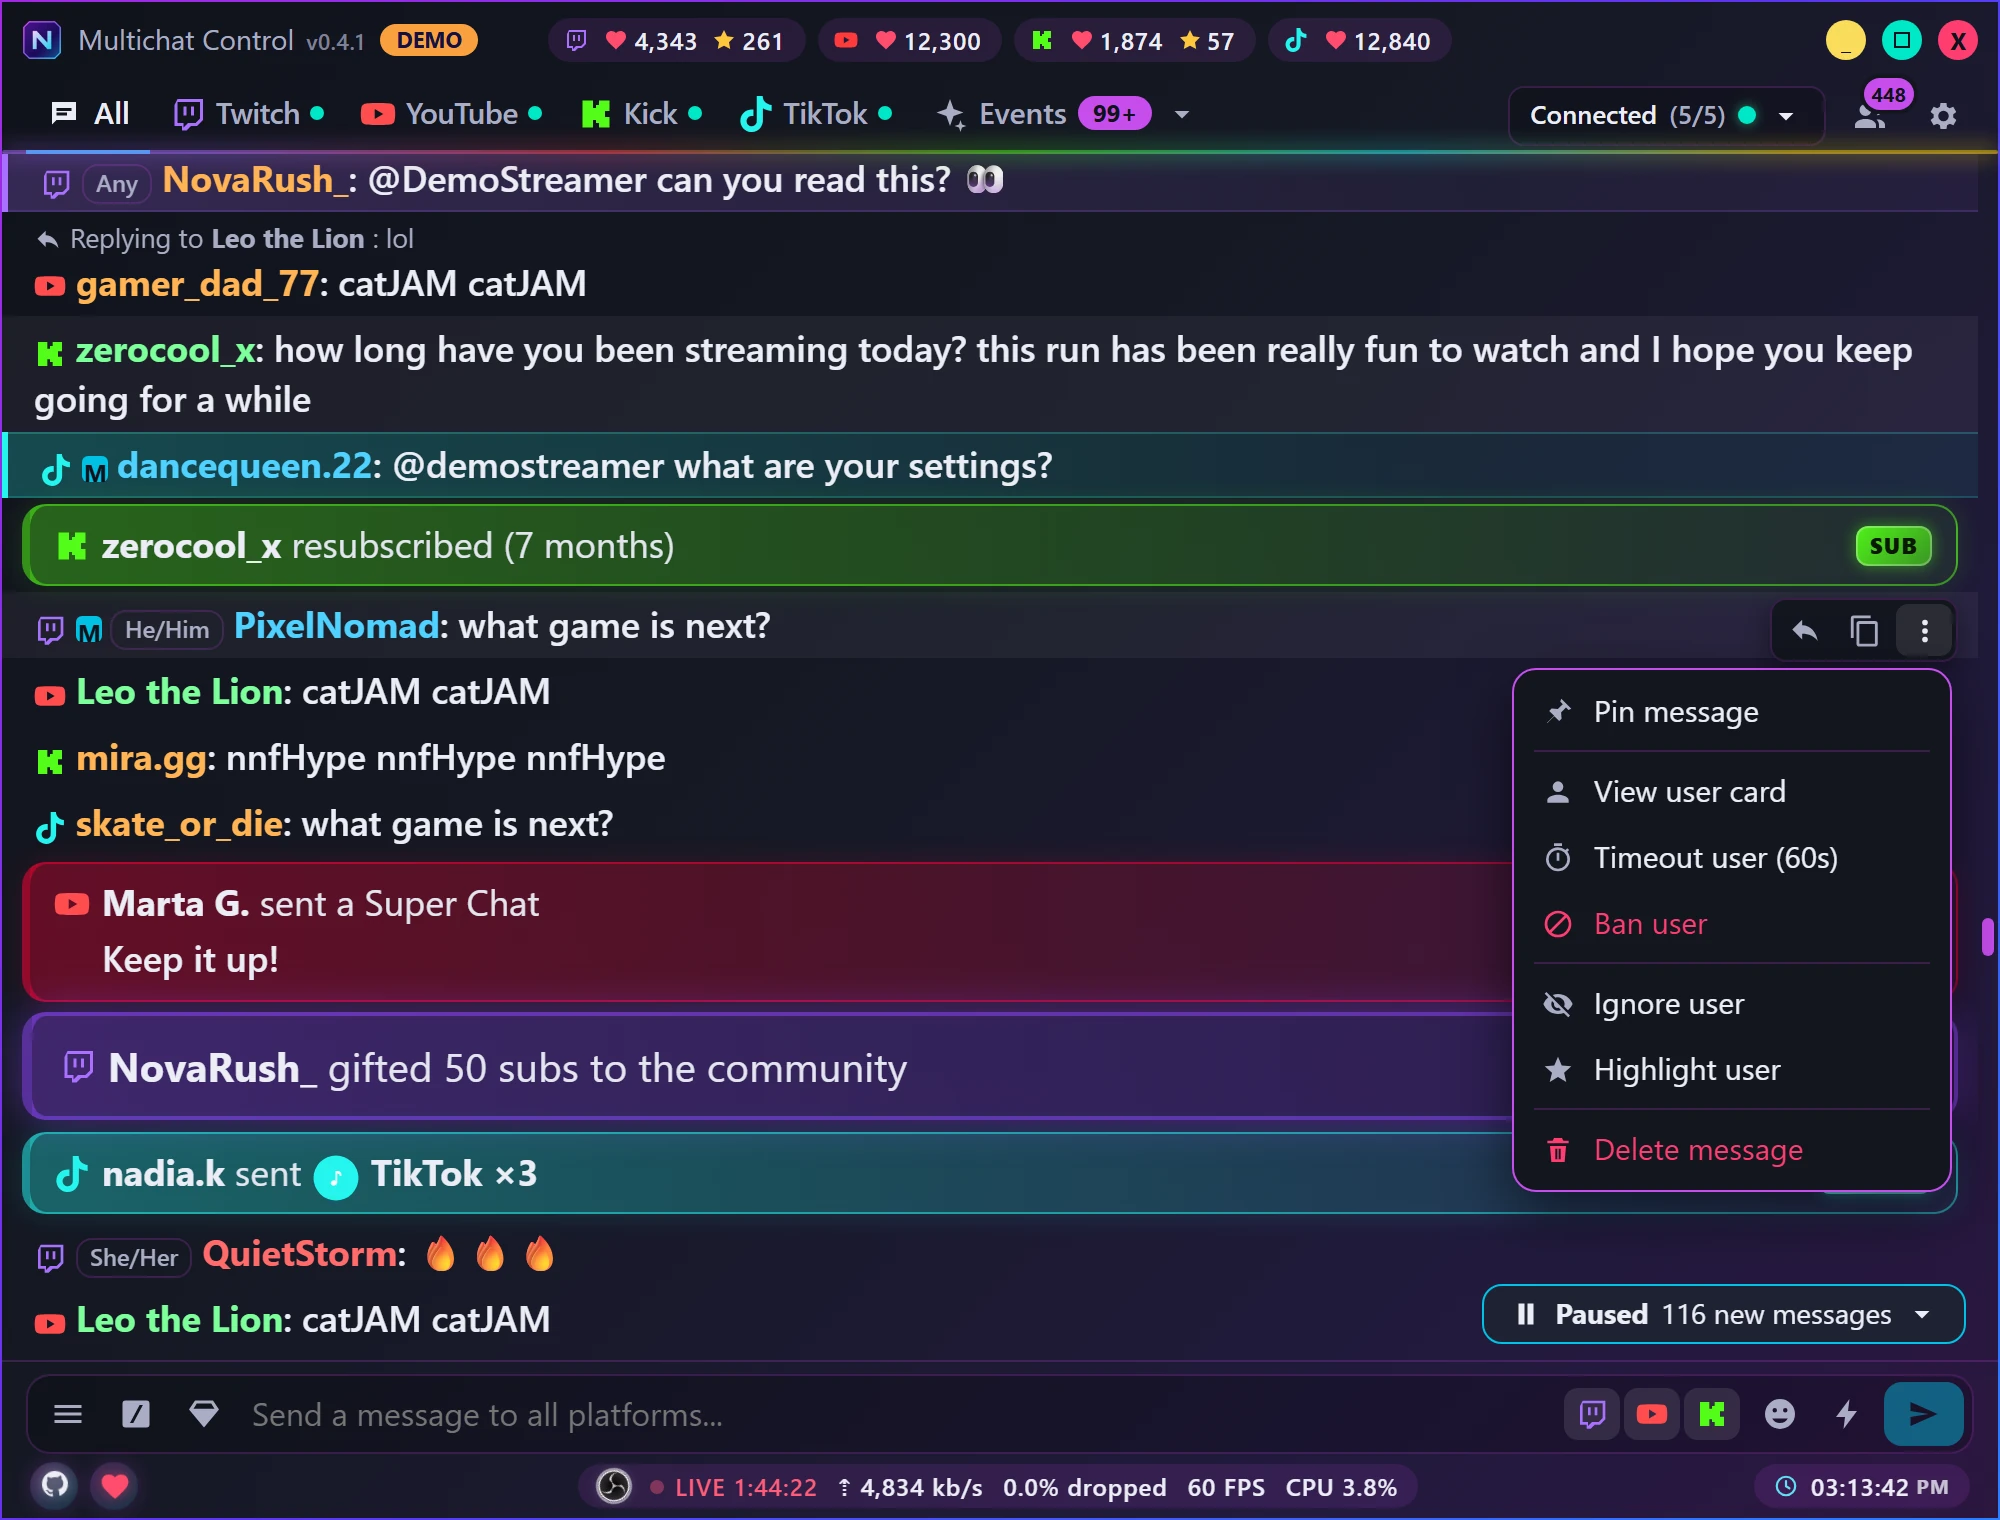 N Multichat Control v0.4.1 DEMO 4,343 261 12,300 1,874 57 12,840 _ X
All Twitch YouTube Kick TikTok Events 99+ Connected (5/5) 448
Any NovaRush_: @DemoStreamer can you read this? 👀
Replying to Leo the Lion : lol
gamer_dad_77: catJAM catJAM
zerocool_x: how long have you been streaming today? this run has been really fun to watch and I hope you keep
going for a while
M dancequeen.22: @demostreamer what are your settings?
zerocool_x resubscribed (7 months) SUB
M He/Him PixelNomad: what game is next?
Leo the Lion: catJAM catJAM
mira.gg: nnfHype nnfHype nnfHype
skate_or_die: what game is next?
Marta G. sent a Super Chat
Keep it up!
NovaRush_ gifted 50 subs to the community
nadia.k sent TikTok ×3
She/Her QuietStorm: 🔥 🔥 🔥
Leo the Lion: catJAM catJAM
Pin message
View user card
Timeout user (60s)
Ban user
Ignore user
Highlight user
Delete message
Paused 116 new messages
Send a message to all platforms...
LIVE 1:44:22 4,834 kb/s 0.0% dropped 60 FPS CPU 3.8% 03:13:42 PM